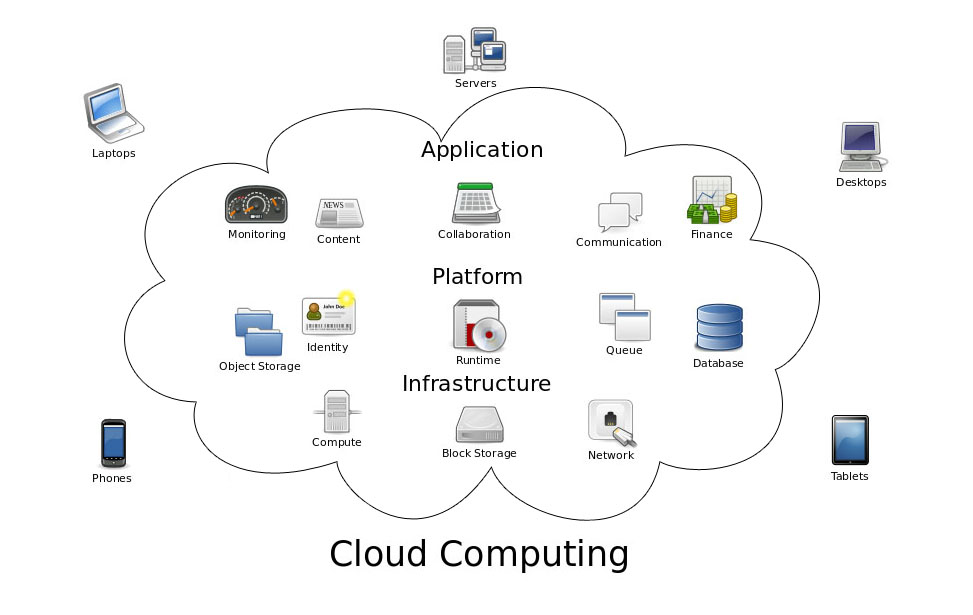 Servers
Laptops
Application
Desktops
Monitoring
NEWS
Content
Collaboration
Communication
Finance
Platform
John Doe
Object Storage
Identity
Runtime
Queue
Database
Infrastructure
Compute
Block Storage
Network
Phones
Tablets
Cloud Computing